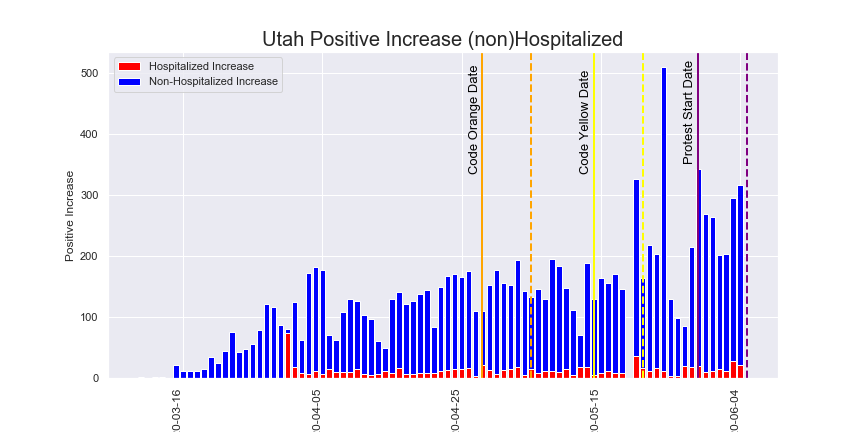 Utah Positive Increase (non)Hospitalized
Hospitalized Increase
Non-Hospitalized Increase
Code Orange Date
Code Yellow Date
Protest Start Date
Positive Increase
500
400
300
200
100
0
0-03-16
0-04-05
0-04-25
0-05-15
0-06-04